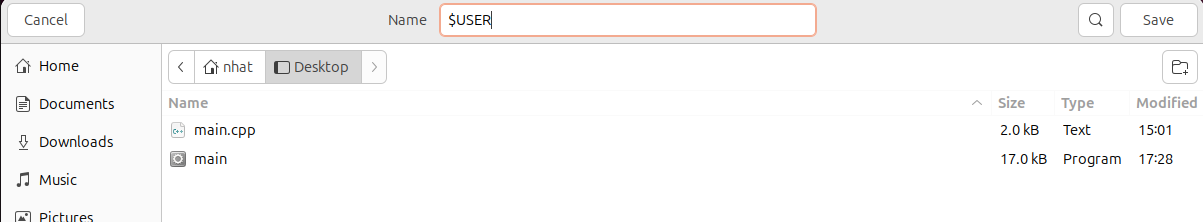 Cancel Name $USER Save
Home nhat Desktop
Documents Name Size Type Modified
main.cpp 2.0 kB Text 15:01
Downloads main 17.0 kB Program 17:28
Music
Pictures